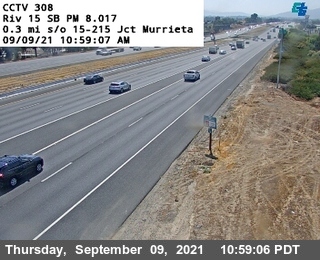 CCTV 308
Riv 15 SB PM 8.017
0.3 mi s/o 15-215 Jct Murrieta
09/09/21 10:59:07 AM
Thursday, September 09, 2021 10:59:06 PDT